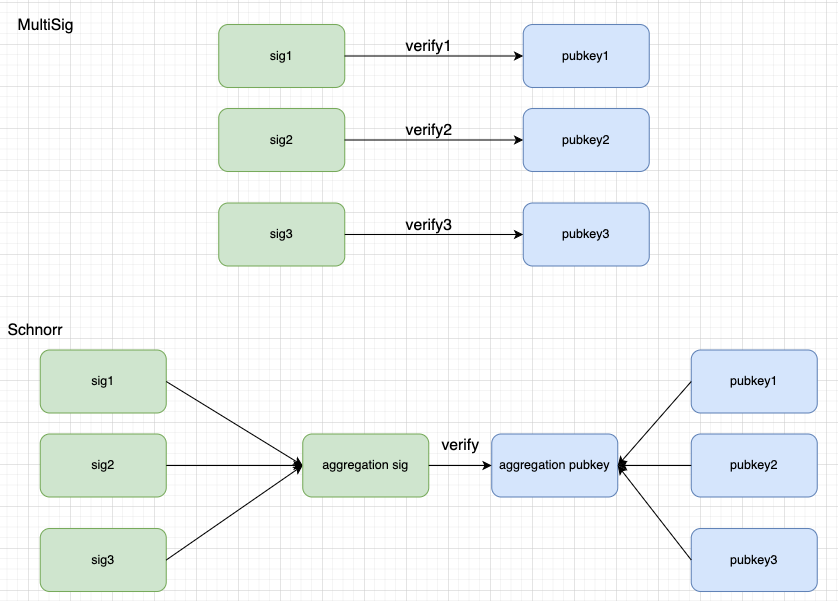 MultiSig
sig1
verify1
pubkey1
sig2
verify2
pubkey2
sig3
verify3
pubkey3
Schnorr
sig1
pubkey1
sig2
aggregation sig
verify
aggregation pubkey
pubkey2
sig3
pubkey3